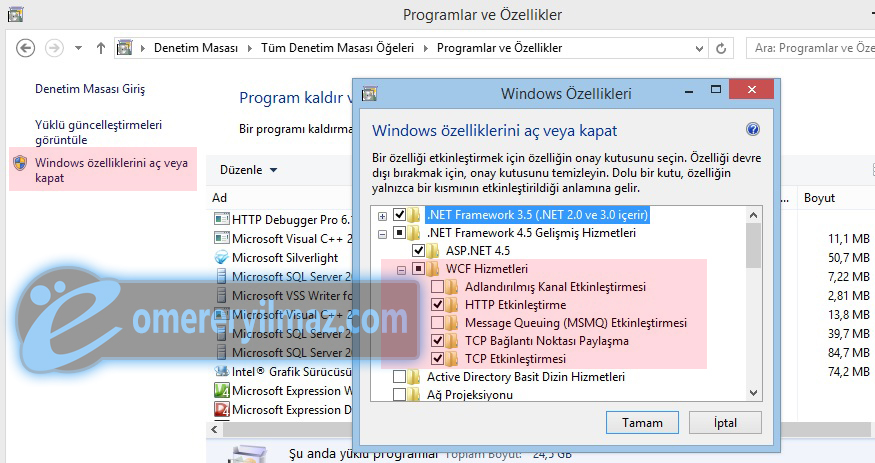 Programlar ve Özellikler
Denetim Masası Tüm Denetim Masası Öğeleri Programlar ve Özellikler
Ara: Programlar ve Öze
Denetim Masası Giriş
Yüklü güncelleştirmeleri
görüntüle
Windows özelliklerini aç veya
kapat
Program kaldır v
Bir programı kaldırma
Düzenle
Ad
... Boyut
HTTP Debugger Pro 6.
Microsoft Visual C++ 2 11,1 MB
Microsoft Silverlight 50,7 MB
Microsoft SQL Server 20 7,22 MB
Microsoft VSS Writer fo 2,81 MB
Microsoft Visual C++ 2 13,8 MB
Microsoft SQL Server 20 39,7 MB
Microsoft SQL Server 20 84,7 MB
Intel® Grafik Sürücüsü 74,2 MB
Microsoft Expression W
Microsoft Expression D
Şu anda yüklü programlar Toplam Boyut: 24,5 GB
Windows Özellikleri
Windows özelliklerini aç veya kapat
Bir özelliği etkinleştirmek için özelliğin onay kutusunu seçin. Özelliği devre
dışı bırakmak için, onay kutusunu temizleyin. Dolu bir kutu, özelliğin
yalnızca bir kısmının etkinleştirildiği anlamına gelir.
.NET Framework 3.5 (.NET 2.0 ve 3.0 içerir)
.NET Framework 4.5 Gelişmiş Hizmetleri
ASP.NET 4.5
WCF Hizmetleri
Adlandırılmış Kanal Etkinleştirmesi
HTTP Etkinleştirme
Message Queuing (MSMQ) Etkinleştirmesi
TCP Bağlantı Noktası Paylaşma
TCP Etkinleştirmesi
Active Directory Basit Dizin Hizmetleri
Ağ Projeksiyonu
Tamam İptal